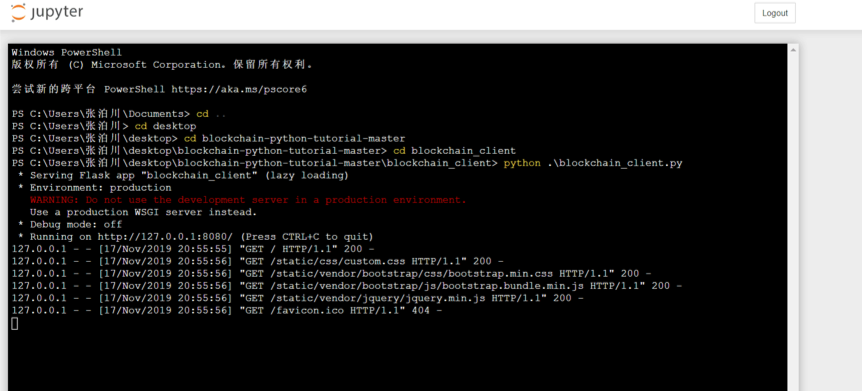 jupyter
Logout
Windows PowerShell
版权所有 (C) Microsoft Corporation。保留所有权利。
尝试新的跨平台 PowerShell https://aka.ms/pscore6
PS C:\Users\张泊川\Documents> cd ..
PS C:\Users\张泊川> cd desktop
PS C:\Users\张泊川\desktop> cd blockchain-python-tutorial-master
PS C:\Users\张泊川\desktop\blockchain-python-tutorial-master> cd blockchain_client
PS C:\Users\张泊川\desktop\blockchain-python-tutorial-master\blockchain_client> python .\blockchain_client.py
* Serving Flask app "blockchain_client" (lazy loading)
* Environment: production
WARNING: Do not use the development server in a production environment.
Use a production WSGI server instead.
* Debug mode: off
* Running on http://127.0.0.1:8080/ (Press CTRL+C to quit)
127.0.0.1 - - [17/Nov/2019 20:55:55] "GET / HTTP/1.1" 200 -
127.0.0.1 - - [17/Nov/2019 20:55:56] "GET /static/css/custom.css HTTP/1.1" 200 -
127.0.0.1 - - [17/Nov/2019 20:55:56] "GET /static/vendor/bootstrap/css/bootstrap.min.css HTTP/1.1" 200 -
127.0.0.1 - - [17/Nov/2019 20:55:56] "GET /static/vendor/bootstrap/js/bootstrap.bundle.min.js HTTP/1.1" 200 -
127.0.0.1 - - [17/Nov/2019 20:55:56] "GET /static/vendor/jquery/jquery.min.js HTTP/1.1" 200 -
127.0.0.1 - - [17/Nov/2019 20:55:56] "GET /favicon.ico HTTP/1.1" 404 -